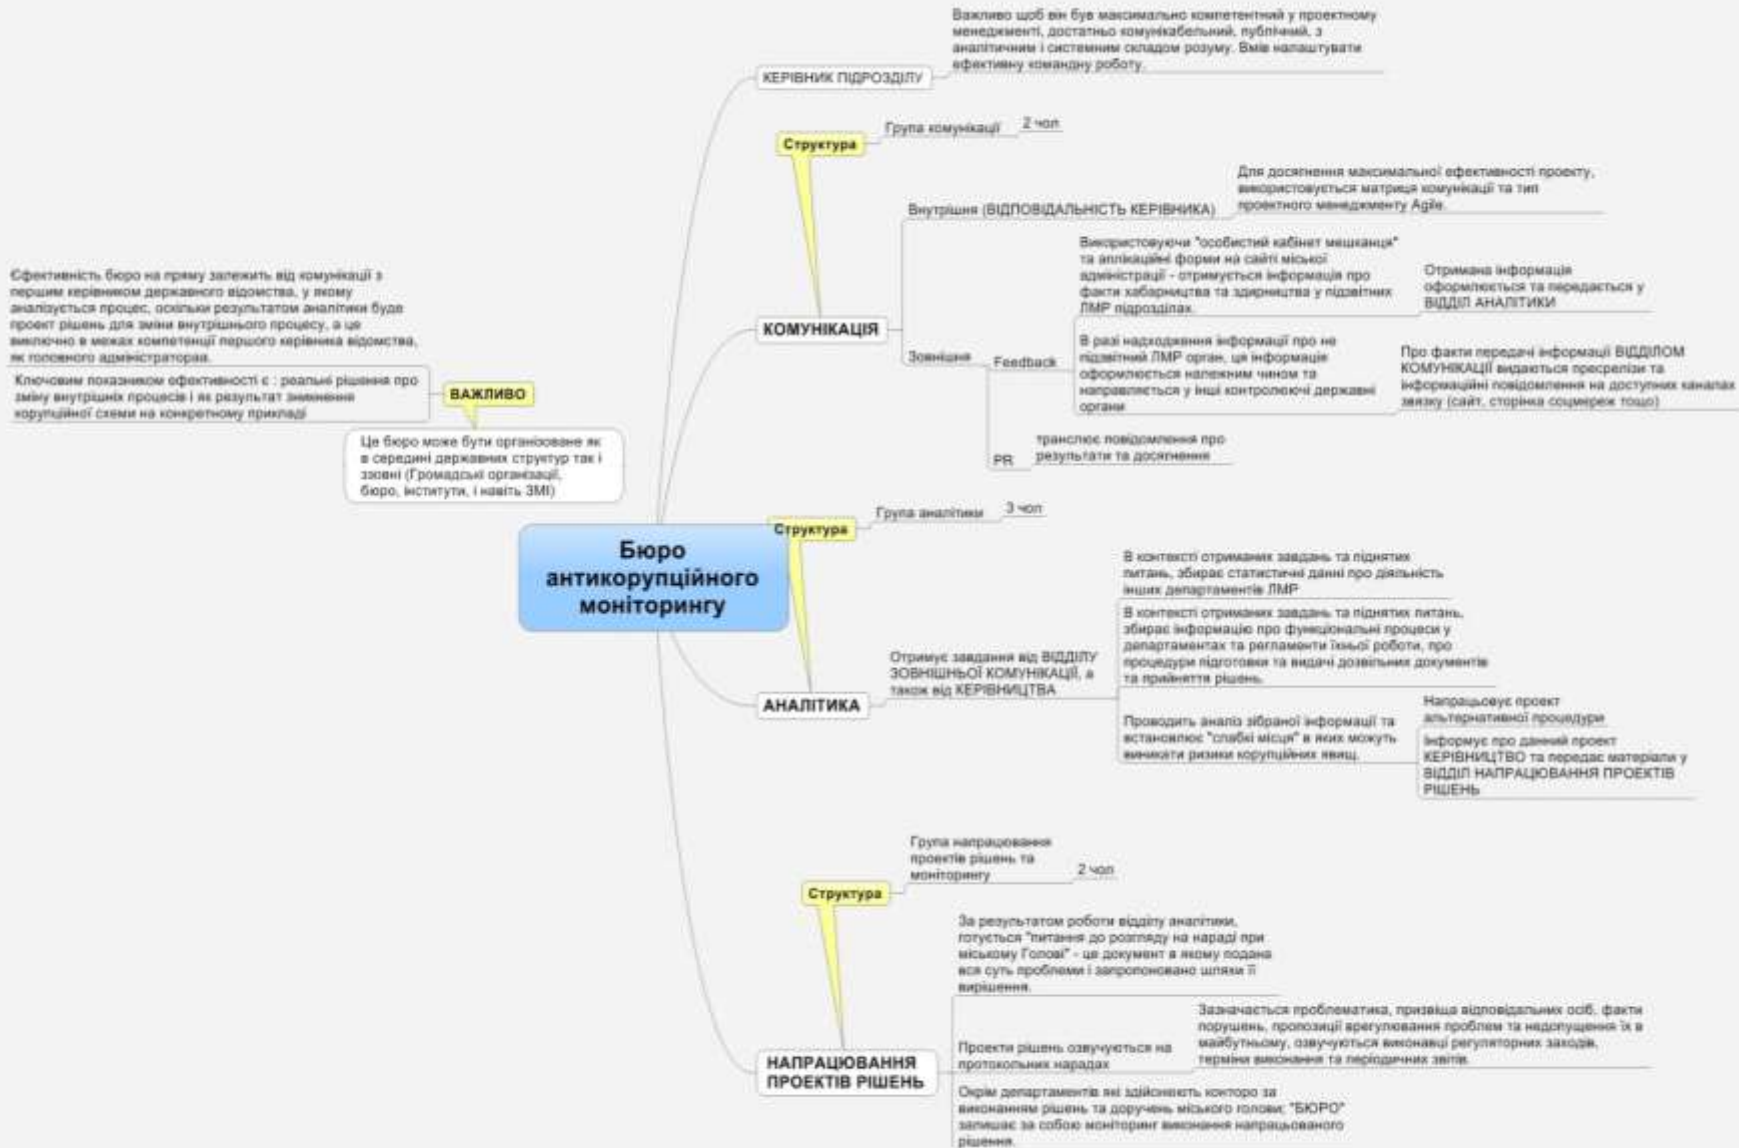 Важливо щоб він був максимально компетентний у проектному
менеджменті, достатньо комунікабельний, публічний, з
аналітичним і системним складом розуму. Вмів налаштувати
ефективну командну роботу.
КЕРІВНИК ПІДРОЗДІЛУ
Структура
Група комунікації
2 чол
Для досягнення максимальної ефективності проекту,
використовується матриця комунікації та тип
проектного менеджменту Agile.
Внутрішня (ВІДПОВІДАЛЬНІСТЬ КЕРІВНИКА)
Використовуючи "особистий кабінет мешканця"
та аплікаційні форми на сайті міської
адміністрації - отримується інформація про
факти хабарництва та здирництва у підзвітних
ЛМР підрозділах.
Отримана інформація
оформлюється та передається у
ВІДДІЛ АНАЛІТИКИ
КОМУНІКАЦІЯ
Зовнішня
Feedback
В разі надходження інформації про не
підзвітний ЛМР орган, ця інформація
оформлюється належним чином та
направляється у інші контролюючі державні
органи
Про факти передачі інформації ВІДДІЛОМ
КОМУНІКАЦІЇ видаються пресрелізи та
інформаційні повідомлення на доступних каналах
звязку (сайт, сторінка соцмереж тощо)
PR
транслює повідомлення про
результати та досягнення
Єфективність бюро на пряму залежить від комунікації з
першим керівником державного відомства, у якому
аналізується процес, оскільки результатом аналітики буде
проект рішень для зміни внутрішнього процесу, а це
виключно в межах компетенції першого керівника відомства,
як головного адміністраторва.
Ключовим показником ефективності є : реальні рішення про
зміну внутрішніх процесів і як результат зникнення
корупційної схеми на конкретному прикладі
ВАЖЛИВО
Це бюро може бути організоване як
в середині державних структур так і
ззовні (Громадські організації,
бюро, інститути, і навіть ЗМІ)
Бюро
антикорупційного
моніторингу
Структура
Група аналітики
3 чол
В контексті отриманих завдань та піднятих
питань, збирає статистичні данні про діяльність
інших департаментів ЛМР
В контексті отриманих завдань та піднятих питань,
збирає інформацію про функціональні процеси у
департаментах та регламенти їхньої роботи, про
процедури підготовки та видачі дозвільних документів
та прийняття рішень.
Отримує завдання від ВІДДІЛУ
ЗОВНІШНЬОЇ КОМУНІКАЦІЇ, а
також від КЕРІВНИЦТВА
АНАЛІТИКА
Проводить аналіз зібраної інформації та
встановлює "слабкі місця" в яких можуть
виникати ризики корупційних явищ.
Напрацьовує проект
альтернативної процедури
Інформує про данний проект
КЕРІВНИЦТВО та передає матеріали у
ВІДДІЛ НАПРАЦЮВАННЯ ПРОЕКТІВ
РІШЕНЬ
Структура
Група напрацювання
проектів рішень та
моніторингу
2 чол
За результатом роботи відділу аналітики,
готується "питання до розгляду на нараді при
міському Голові" - це документ в якому подана
вся суть проблеми і запропоновано шляхи її
вирішення.
НАПРАЦЮВАННЯ
ПРОЕКТІВ РІШЕНЬ
Проекти рішень озвучуються на
протокольних нарадах
Зазначається проблематика, призвіща відповідальних осіб, факти
порушень, пропозиції врегулювання проблем та недопущення їх в
майбутньому, озвучуються виконавці регуляторних заходів,
терміни виконання та періодичних звітів.
Окрім департаментів які здійснюють конторо за
виконанням рішень та доручень міського голови; "БЮРО"
залишає за собою моніторинг виконання напрацьованого
рішення.